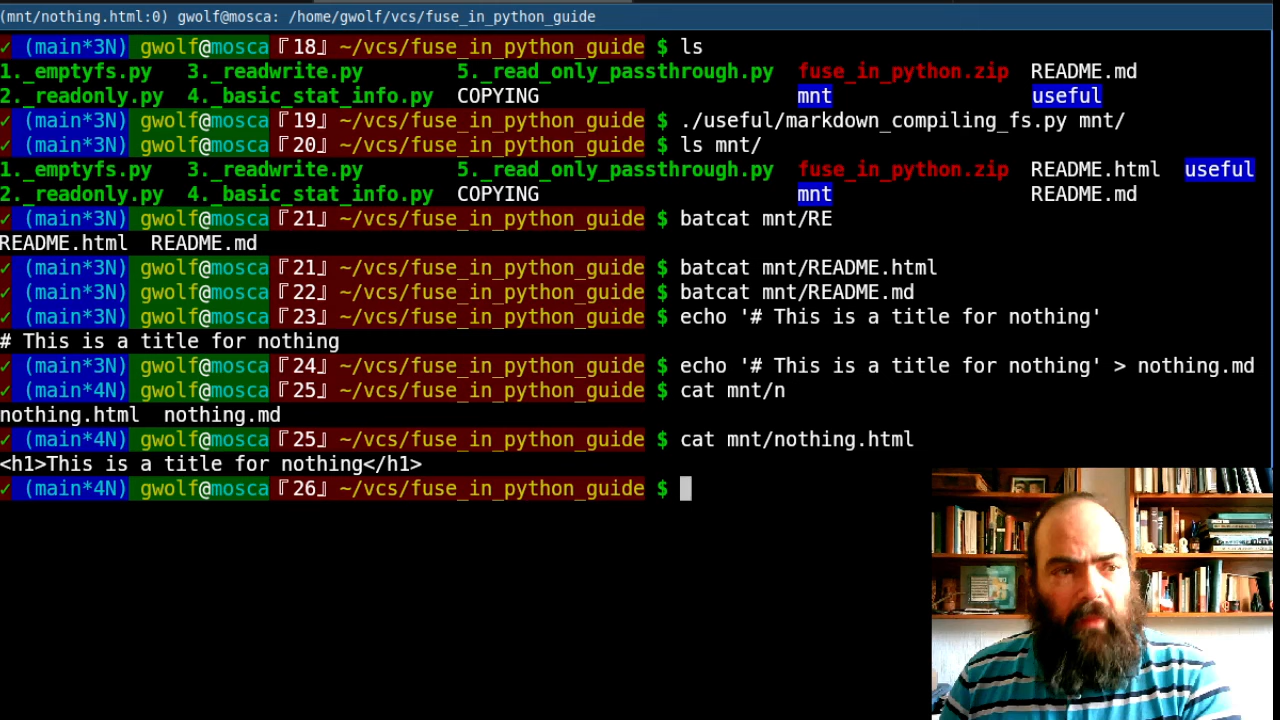 (mnt/nothing.html:0) gwolf@mosca: /home/gwolf/vcs/fuse_in_python_guide
✓ (main*3N) gwolf@mosca『18』~/vcs/fuse_in_python_guide $ ls
1._emptyfs.py 3._readwrite.py 5._read_only_passthrough.py fuse_in_python.zip README.md
2._readonly.py 4._basic_stat_info.py COPYING mnt useful
✓ (main*3N) gwolf@mosca『19』~/vcs/fuse_in_python_guide $ ./useful/markdown_compiling_fs.py mnt/
✓ (main*3N) gwolf@mosca『20』~/vcs/fuse_in_python_guide $ ls mnt/
1._emptyfs.py 3._readwrite.py 5._read_only_passthrough.py fuse_in_python.zip README.html useful
2._readonly.py 4._basic_stat_info.py COPYING mnt README.md
✓ (main*3N) gwolf@mosca『21』~/vcs/fuse_in_python_guide $ batcat mnt/RE
README.html README.md
✓ (main*3N) gwolf@mosca『21』~/vcs/fuse_in_python_guide $ batcat mnt/README.html
✓ (main*3N) gwolf@mosca『22』~/vcs/fuse_in_python_guide $ batcat mnt/README.md
✓ (main*3N) gwolf@mosca『23』~/vcs/fuse_in_python_guide $ echo '# This is a title for nothing'
# This is a title for nothing
✓ (main*3N) gwolf@mosca『24』~/vcs/fuse_in_python_guide $ echo '# This is a title for nothing' > nothing.md
✓ (main*4N) gwolf@mosca『25』~/vcs/fuse_in_python_guide $ cat mnt/n
nothing.html nothing.md
✓ (main*4N) gwolf@mosca『25』~/vcs/fuse_in_python_guide $ cat mnt/nothing.html
<h1>This is a title for nothing</h1>
✓ (main*4N) gwolf@mosca『26』~/vcs/fuse_in_python_guide $